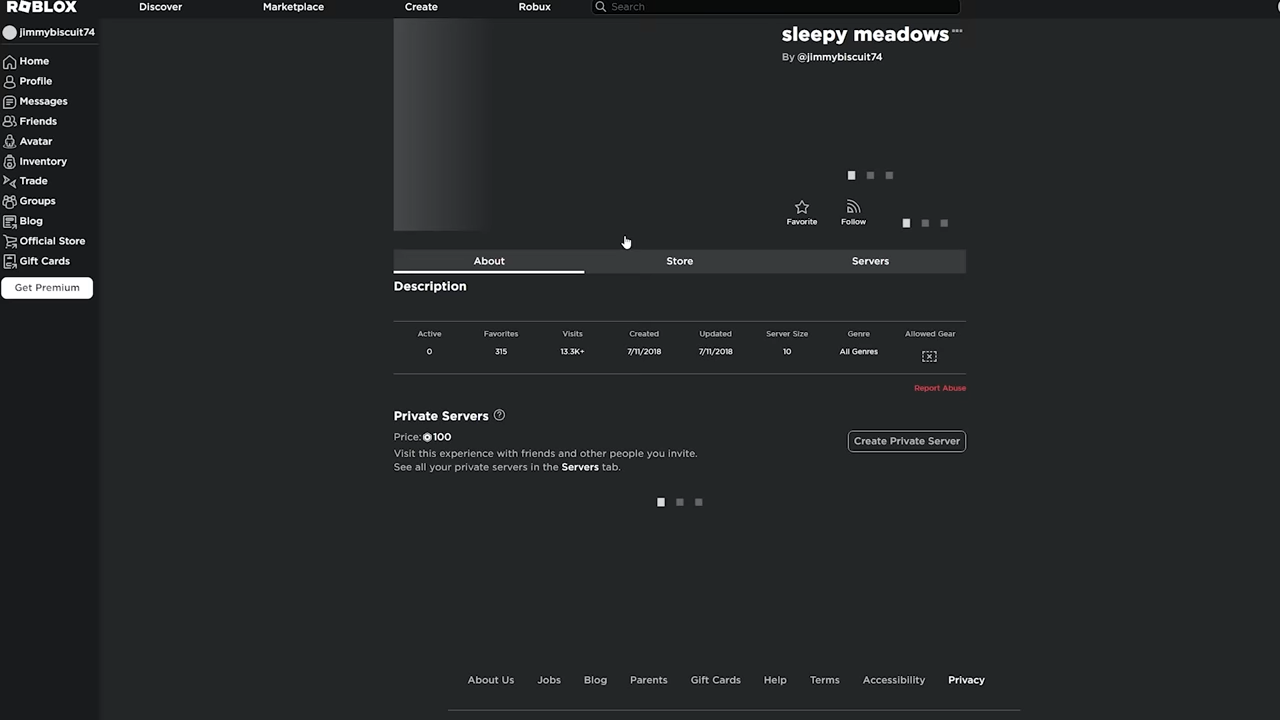 ROBLOX
Discover
Marketplace
Create
Robux
Search
jimmybiscuit74
Home
Profile
Messages
Friends
Avatar
Inventory
Trade
Groups
Blog
Official Store
Gift Cards
Get Premium
sleepy meadows
By @jimmybiscuit74
Favorite
Follow
About
Store
Servers
Description
Active
Favorites
Visits
Created
Updated
Server Size
Genre
Allowed Gear
0
315
13.3K+
7/11/2018
7/11/2018
10
All Genres
Report Abuse
Private Servers
Price: 100
Create Private Server
Visit this experience with friends and other people you invite.
See all your private servers in the Servers tab.
About Us
Jobs
Blog
Parents
Gift Cards
Help
Terms
Accessibility
Privacy